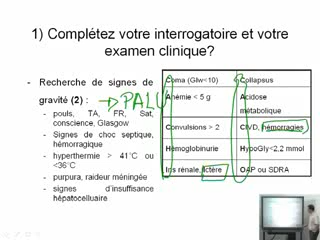 1) Complétez votre interrogatoire et votre
examen clinique?
- Recherche de signes de
gravité (2) : → PALU
- pouls, TA, FR, Sat,
conscience, Glasgow
- Signes de choc septique,
hémorragique
- hyperthermie > 41°C ou
<36°C
- purpura, raideur méningée
- signes d'insuffisance
hépatocelluaire
Coma (Glw<10) Collapsus
Anémie < 5 g Acidose
métabolique
Convulsions > 2 CIVD, hémorragies
Hémoglobinurie HypoGly<2,2 mmol
Ins rénale, ictère OAP ou SDRA